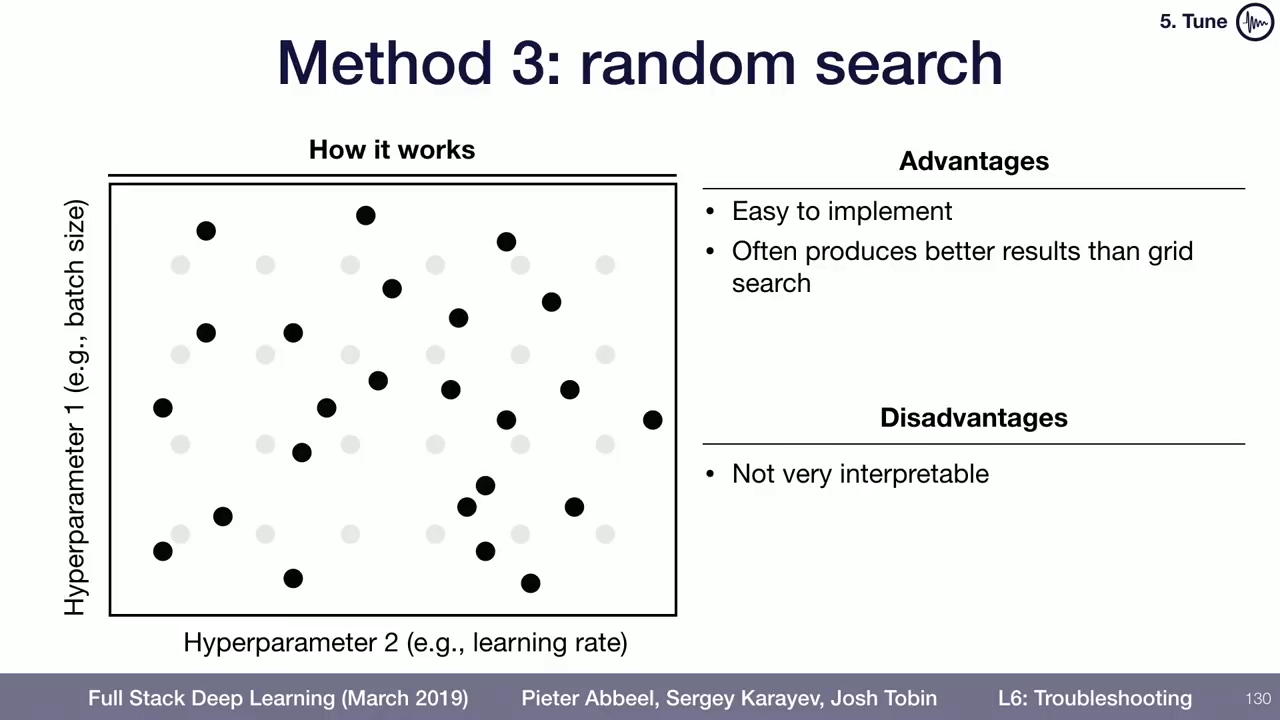 5. Tune
Method 3: random search
How it works
Hyperparameter 1 (e.g., batch size)
Hyperparameter 2 (e.g., learning rate)
Advantages
• Easy to implement
• Often produces better results than grid
search
Disadvantages
• Not very interpretable
Full Stack Deep Learning (March 2019) Pieter Abbeel, Sergey Karayev, Josh Tobin L6: Troubleshooting 130